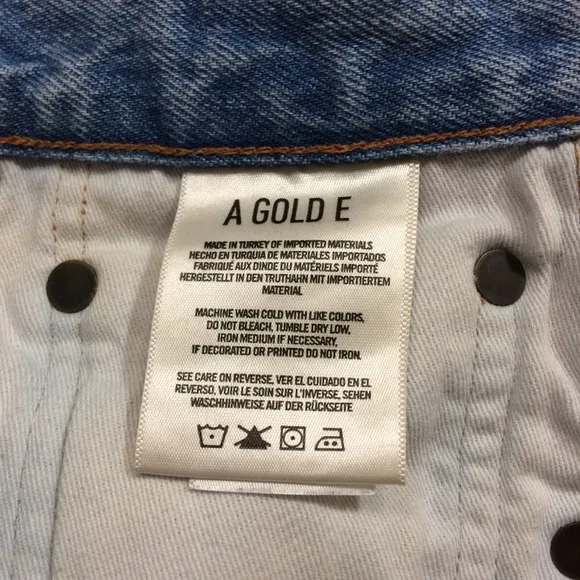 A GOLD E
MADE IN TURKEY OF IMPORTED MATERIALS
HECHO EN TURQUIA DE MATERIALES IMPORTADOS
FABRIQUÉ AUX DINDE DU MATÉRIELS IMPORTÉ
HERGESTELLT IN DEN TRUTHAHN MIT IMPORTIERTEM
MATERIAL
MACHINE WASH COLD WITH LIKE COLORS,
DO NOT BLEACH, TUMBLE DRY LOW,
IRON MEDIUM IF NECESSARY,
IF DECORATED OR PRINTED DO NOT IRON.
SEE CARE ON REVERSE, VER EL CUIDADO EN EL
REVERSO, VOIR LE SOIN SUR L'INVERSE, SEHEN
WASCHHINWEISE AUF DER RÜCKSEITE